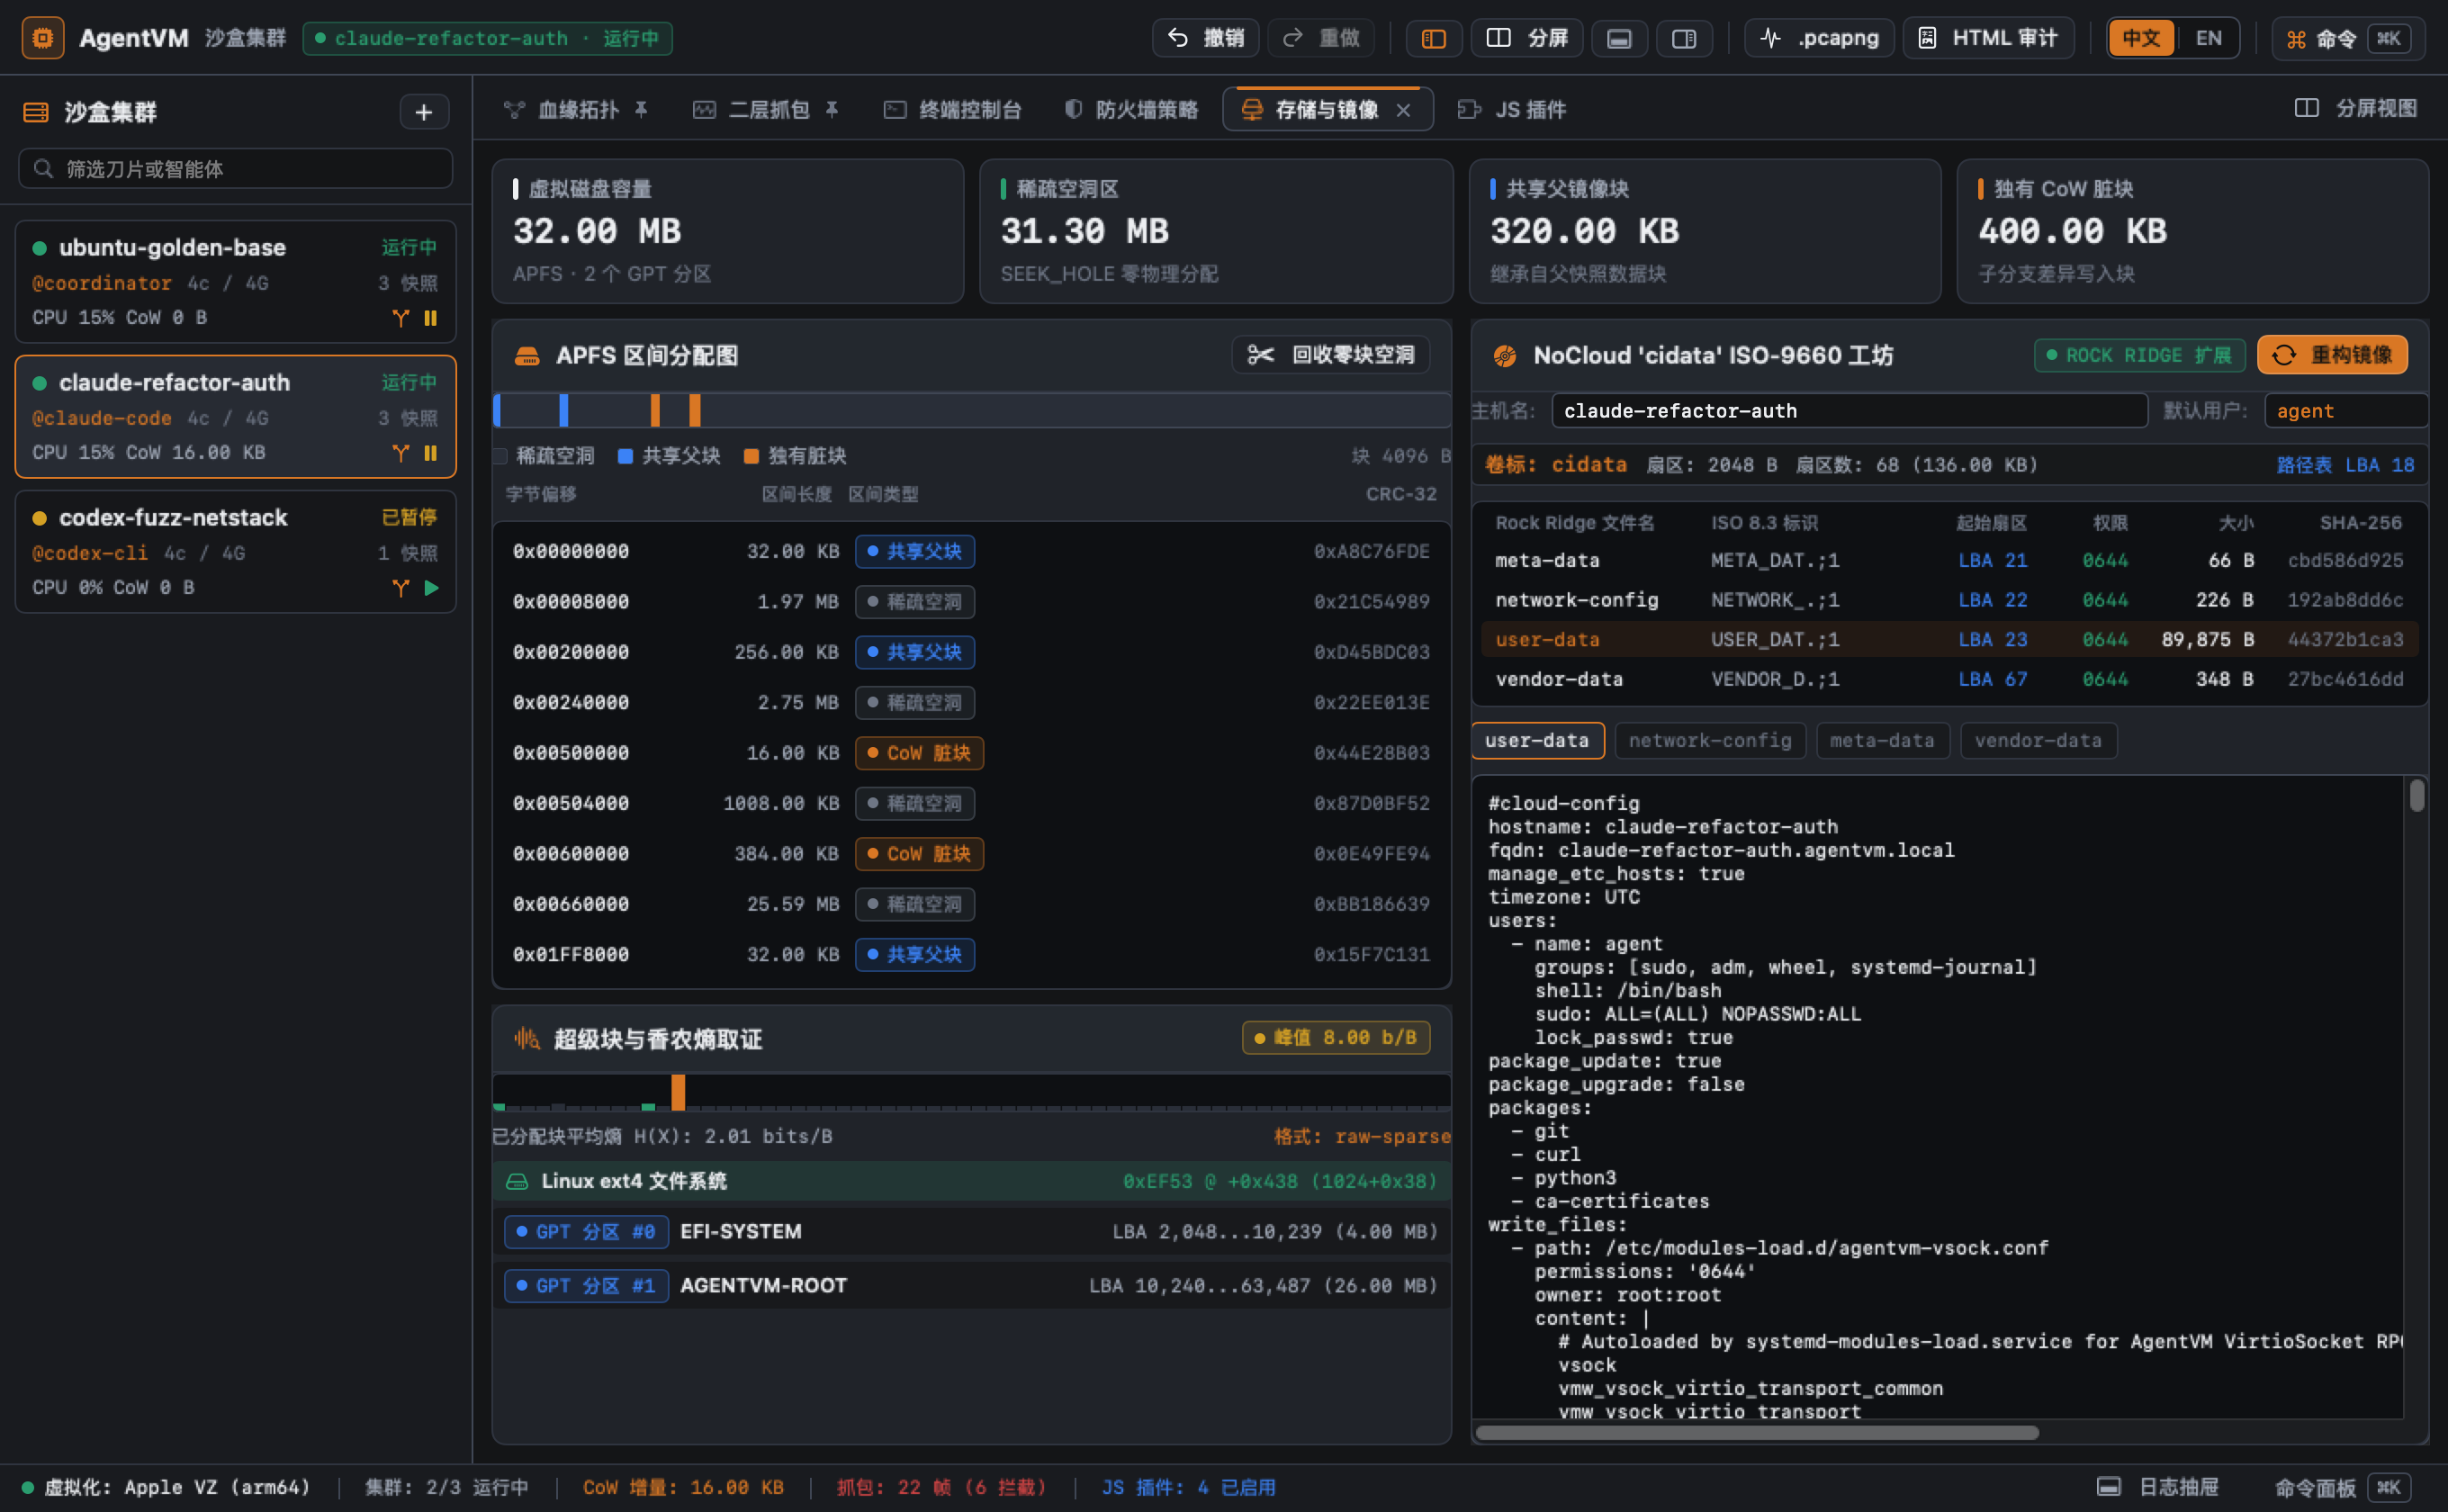 AgentVM 沙盒集群 claude-refactor-auth · 运行中 撤销 重做 分屏 .pcapng HTML 审计 中文 EN 命令 ⌘K
沙盒集群 +
筛选刀片或智能体
ubuntu-golden-base 运行中
@coordinator 4c / 4G 3 快照
CPU 15% CoW 0 B
claude-refactor-auth 运行中
@claude-code 4c / 4G 3 快照
CPU 15% CoW 16.00 KB
codex-fuzz-netstack 已暂停
@codex-cli 4c / 4G 1 快照
CPU 0% CoW 0 B
血缘拓扑 二层抓包 终端控制台 防火墙策略 存储与镜像 × JS 插件 分屏视图
虚拟磁盘容量
32.00 MB
APFS · 2 个 GPT 分区
稀疏空洞区
31.30 MB
SEEK_HOLE 零物理分配
共享父镜像块
320.00 KB
继承自父快照数据块
独有 CoW 脏块
400.00 KB
子分支差异写入块
APFS 区间分配图 回收零块空洞
稀疏空洞 共享父块 独有脏块 块 4096 B
字节偏移 区间长度 区间类型 CRC-32
0x00000000 32.00 KB 共享父块 0xA8C76FDE
0x00008000 1.97 MB 稀疏空洞 0x21C54989
0x00200000 256.00 KB 共享父块 0xD45BDC03
0x00240000 2.75 MB 稀疏空洞 0x22EE013E
0x00500000 16.00 KB CoW 脏块 0x44E28B03
0x00504000 1008.00 KB 稀疏空洞 0x87D0BF52
0x00600000 384.00 KB CoW 脏块 0x0E49FE94
0x00660000 25.59 MB 稀疏空洞 0xBB186639
0x01FF8000 32.00 KB 共享父块 0x15F7C131
超级块与香农熵取证 峰值 8.00 b/B
已分配块平均熵 H(X): 2.01 bits/B 格式: raw-sparse
Linux ext4 文件系统 0xEF53 @ +0x438 (1024+0x38)
GPT 分区 #0 EFI-SYSTEM LBA 2,048...10,239 (4.00 MB)
GPT 分区 #1 AGENTVM-ROOT LBA 10,240...63,487 (26.00 MB)
NoCloud 'cidata' ISO-9660 工坊 ROCK RIDGE 扩展 重构镜像
主机名: claude-refactor-auth 默认用户: agent
卷标: cidata 扇区: 2048 B 扇区数: 68 (136.00 KB) 路径表 LBA 18
Rock Ridge 文件名 ISO 8.3 标识 起始扇区 权限 大小 SHA-256
meta-data META_DAT.;1 LBA 21 0644 66 B cbd586d925
network-config NETWORK_.;1 LBA 22 0644 226 B 192ab8dd6c
user-data USER_DAT.;1 LBA 23 0644 89,875 B 44372b1ca3
vendor-data VENDOR_D.;1 LBA 67 0644 348 B 27bc4616dd
user-data network-config meta-data vendor-data
#cloud-config
hostname: claude-refactor-auth
fqdn: claude-refactor-auth.agentvm.local
manage_etc_hosts: true
timezone: UTC
users:
  - name: agent
    groups: [sudo, adm, wheel, systemd-journal]
    shell: /bin/bash
    sudo: ALL=(ALL) NOPASSWD:ALL
    lock_passwd: true
package_update: true
package_upgrade: false
packages:
  - git
  - curl
  - python3
  - ca-certificates
write_files:
  - path: /etc/modules-load.d/agentvm-vsock.conf
    permissions: '0644'
    owner: root:root
    content: |
      # Autoloaded by systemd-modules-load.service for AgentVM VirtioSocket
      vsock
      vmw_vsock_virtio_transport_common
      vmw_vsock_virtio_transport
虚拟化: Apple VZ (arm64) 集群: 2/3 运行中 CoW 增量: 16.00 KB 抓包: 22 帧 (6 拦截) JS 插件: 4 已启用 日志抽屉 命令面板 ⌘K